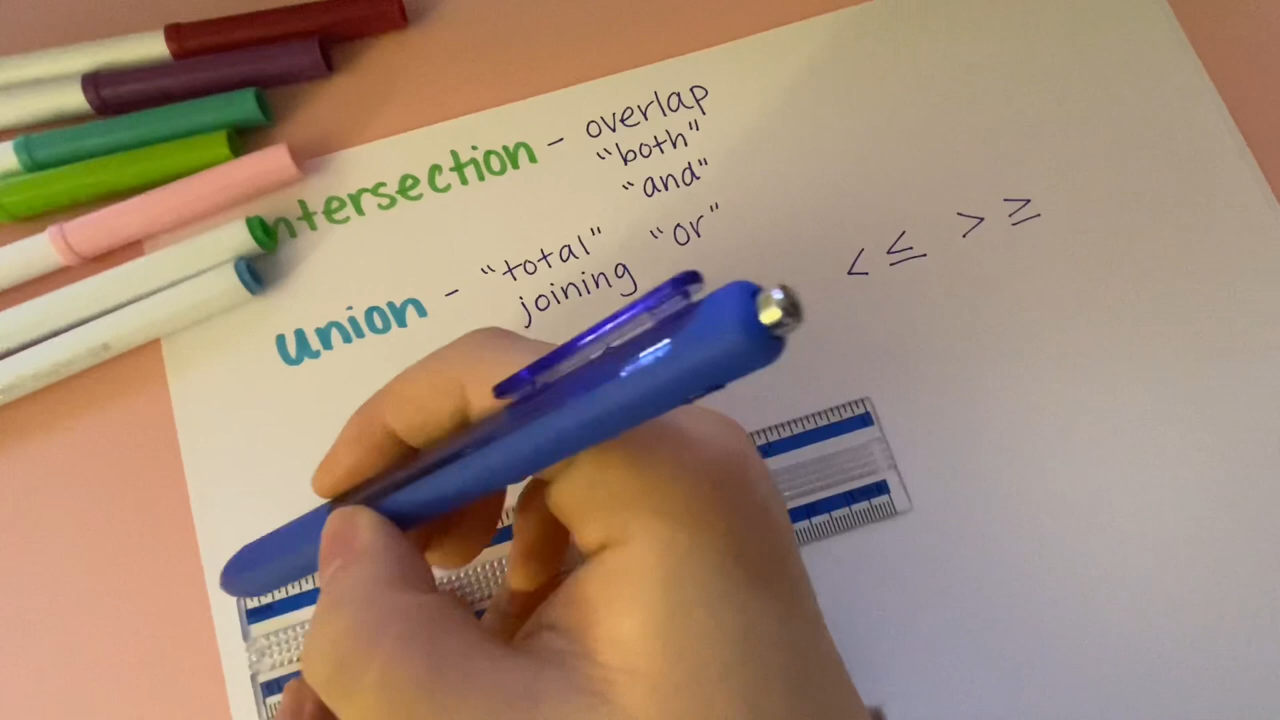 Intersection - overlap
"both"
"and"
union - "total" "or"
joining
< ≤ > ≥